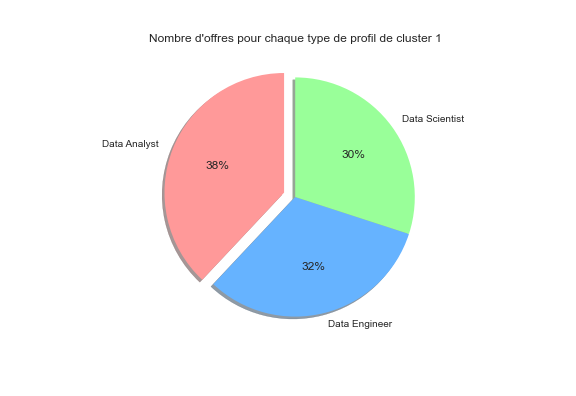 Nombre d'offres pour chaque type de profil de cluster 1
Data Scientist
Data Analyst
30%
38%
32%
Data Engineer